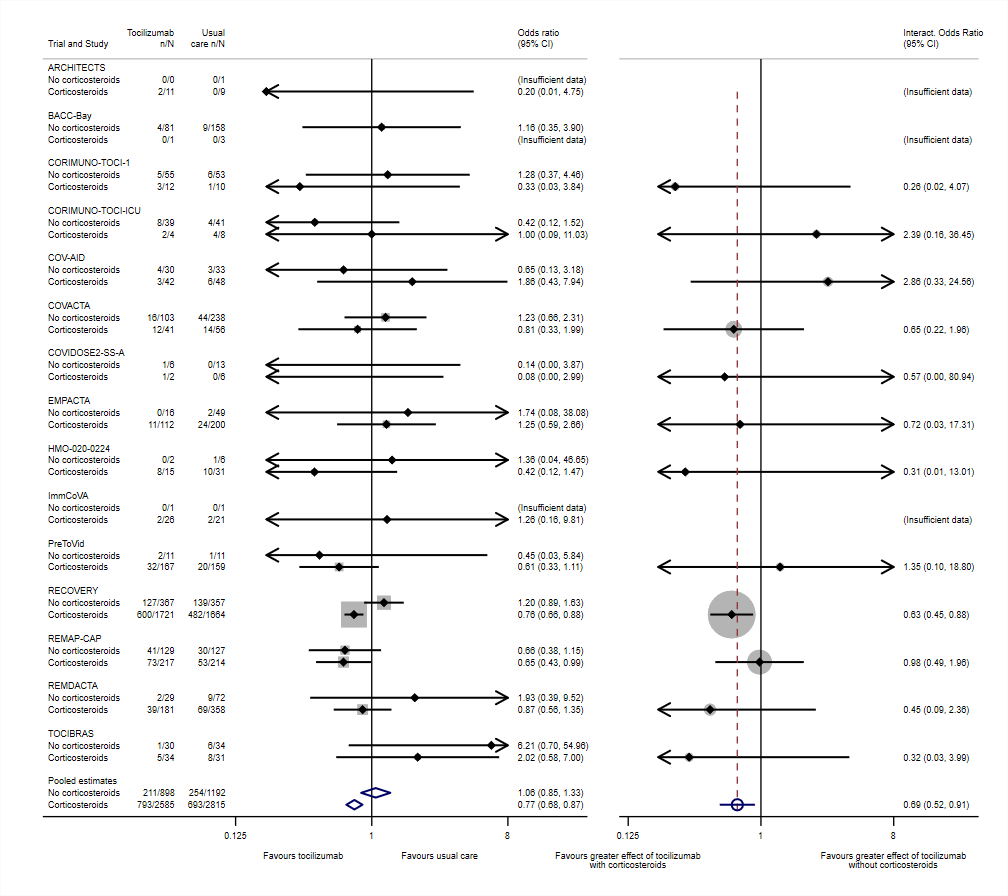 Tocilizumab Usual Odds ratio Interact. Odds Ratio
Trial and Study n/N care n/N (95% CI) (95% CI)
ARCHITECTS
No corticosteroids 0/0 0/1 (Insufficient data)
Corticosteroids 2/11 0/9 0.20 (0.01, 4.75) (Insufficient data)
BACC-Bay
No corticosteroids 4/81 9/158 1.16 (0.35, 3.90)
Corticosteroids 0/1 0/3 (Insufficient data) (Insufficient data)
CORIMUNO-TOCI-1
No corticosteroids 5/55 6/53 1.28 (0.37, 4.46)
Corticosteroids 3/12 1/10 0.33 (0.03, 3.84) 0.26 (0.02, 4.07)
CORIMUNO-TOCI-ICU
No corticosteroids 8/39 4/41 0.42 (0.12, 1.52)
Corticosteroids 2/4 4/8 1.00 (0.09, 11.03) 2.39 (0.16, 36.45)
COV-AID
No corticosteroids 4/30 3/33 0.65 (0.13, 3.18)
Corticosteroids 3/42 6/48 1.86 (0.43, 7.94) 2.86 (0.33, 24.56)
COVACTA
No corticosteroids 16/103 44/238 1.23 (0.66, 2.31)
Corticosteroids 12/41 14/56 0.81 (0.33, 1.99) 0.65 (0.22, 1.96)
COVIDOSE2-SS-A
No corticosteroids 1/6 0/13 0.14 (0.00, 3.87)
Corticosteroids 1/2 0/6 0.08 (0.00, 2.99) 0.57 (0.00, 80.94)
EMPACTA
No corticosteroids 0/16 2/49 1.74 (0.08, 38.08)
Corticosteroids 11/112 24/200 1.25 (0.59, 2.66) 0.72 (0.03, 17.31)
HMO-020-0224
No corticosteroids 0/2 1/6 1.36 (0.04, 46.65)
Corticosteroids 8/15 10/31 0.42 (0.12, 1.47) 0.31 (0.01, 13.01)
ImmCoVA
No corticosteroids 0/1 0/1 (Insufficient data)
Corticosteroids 2/26 2/21 1.26 (0.16, 9.81) (Insufficient data)
PreToVid
No corticosteroids 2/11 1/11 0.45 (0.03, 5.84)
Corticosteroids 32/167 20/159 0.61 (0.33, 1.11) 1.35 (0.10, 18.80)
RECOVERY
No corticosteroids 127/367 139/357 1.20 (0.89, 1.63)
Corticosteroids 600/1721 482/1664 0.76 (0.66, 0.88) 0.63 (0.45, 0.88)
REMAP-CAP
No corticosteroids 41/129 30/127 0.66 (0.38, 1.15)
Corticosteroids 73/217 53/214 0.65 (0.43, 0.99) 0.98 (0.49, 1.96)
REMDACTA
No corticosteroids 2/29 9/72 1.93 (0.39, 9.52)
Corticosteroids 39/181 69/358 0.87 (0.56, 1.35) 0.45 (0.09, 2.36)
TOCIBRAS
No corticosteroids 1/30 6/34 6.21 (0.70, 54.96)
Corticosteroids 5/34 8/31 2.02 (0.58, 7.00) 0.32 (0.03, 3.99)
Pooled estimates
No corticosteroids 211/898 254/1192 1.06 (0.85, 1.33)
Corticosteroids 793/2585 693/2815 0.77 (0.68, 0.87) 0.69 (0.52, 0.91)
0.125 1 8 0.125 1 8
Favours tocilizumab Favours usual care Favours greater effect of tocilizumab Favours greater effect of tocilizumab
with corticosteroids without corticosteroids